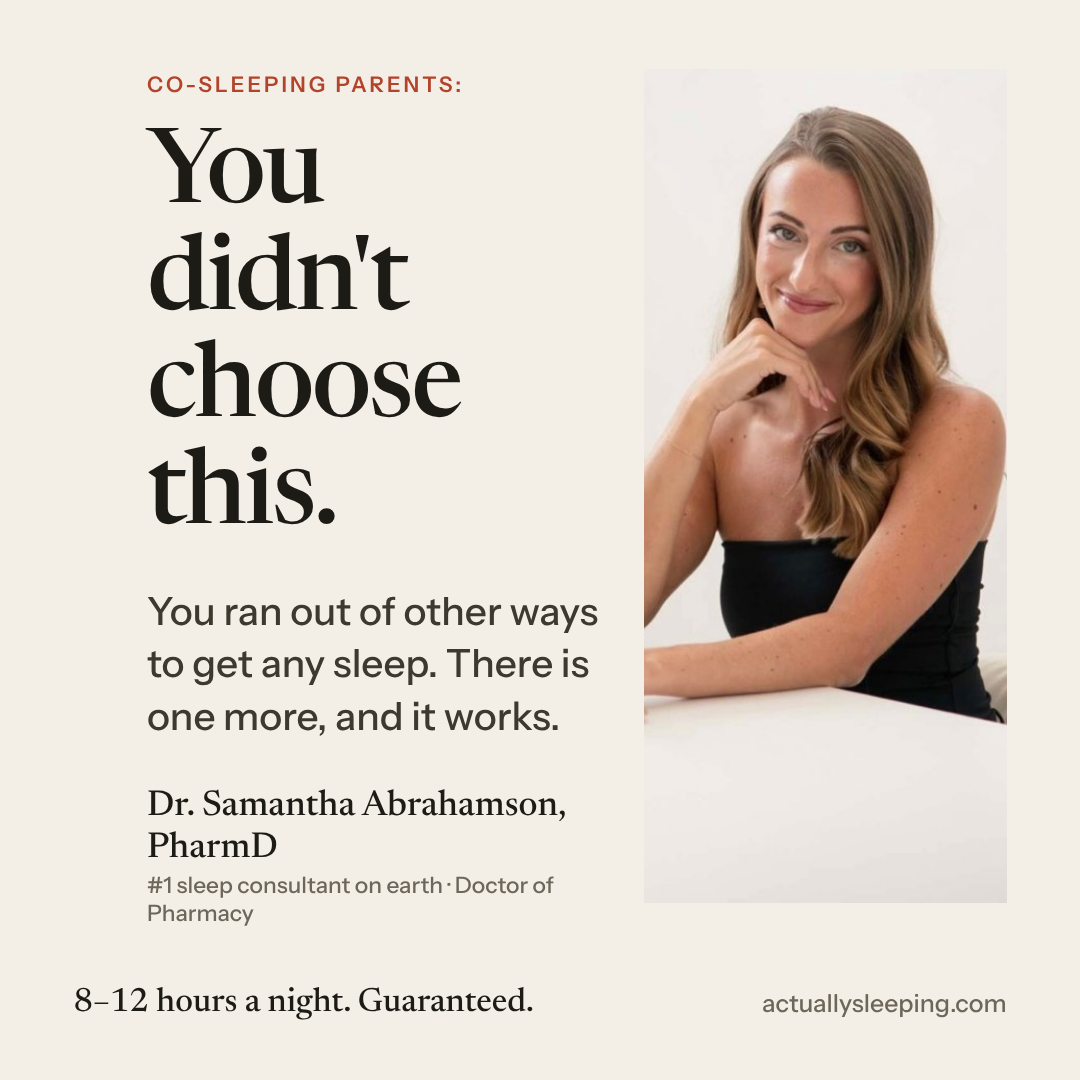 CO-SLEEPING PARENTS:
You
didn't
choose
this.
You ran out of other ways
to get any sleep. There is
one more, and it works.
Dr. Samantha Abrahamson,
PharmD
#1 sleep consultant on earth · Doctor of
Pharmacy
8–12 hours a night. Guaranteed.
actuallysleeping.com